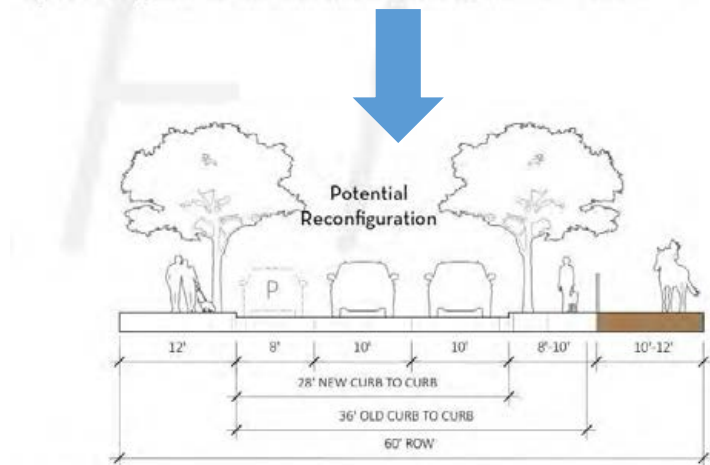 Potential
Reconfiguration
P
12' 8' 10' 10' 8'-10' 10'-12'
28' NEW CURB TO CURB
36' OLD CURB TO CURB
60' ROW